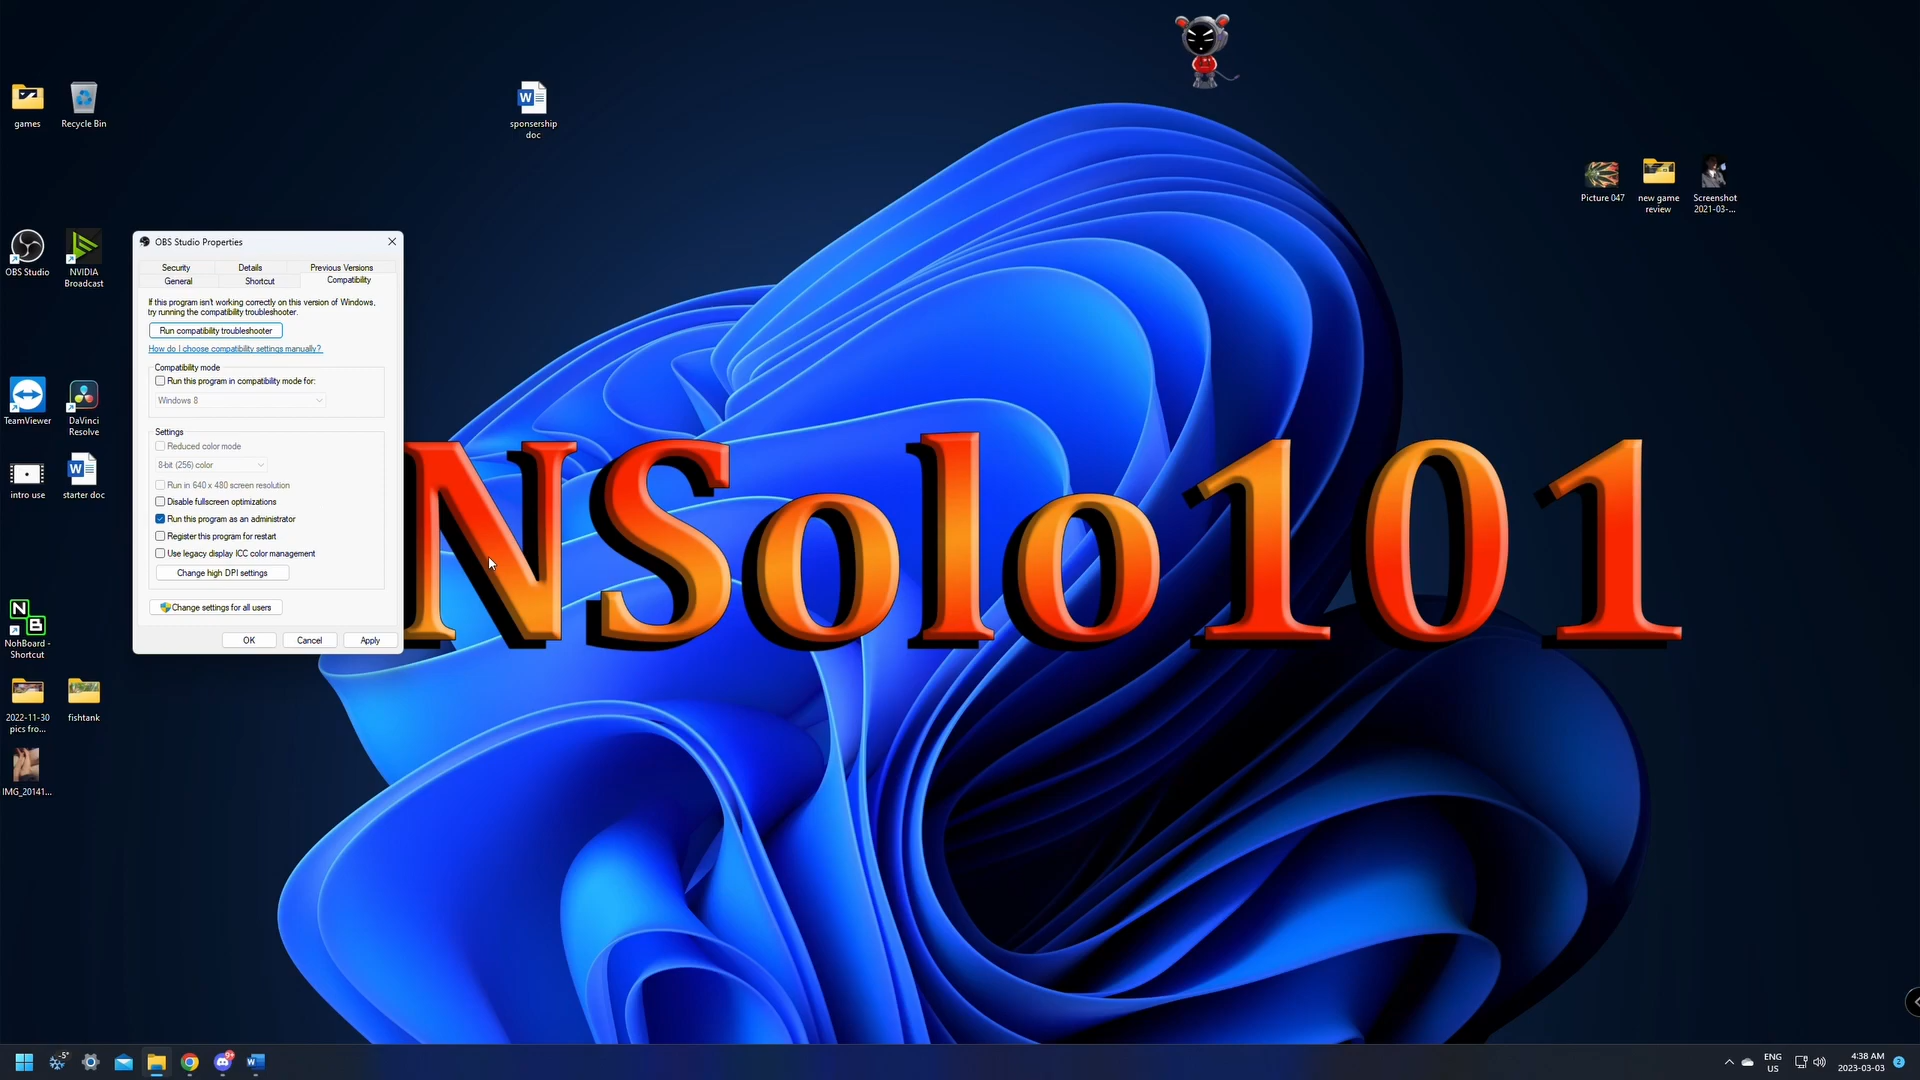 games
Recycle Bin
sponsership
doc
Picture 047
new game
review
Screenshot
2021-03-...
OBS Studio
NVIDIA
Broadcast
OBS Studio Properties
Security
Details
Previous Versions
General
Shortcut
Compatibility
If this program isn't working correctly on this version of Windows,
try running the compatibility troubleshooter.
Run compatibility troubleshooter
How do I choose compatibility settings manually?
Compatibility mode
Run this program in compatibility mode for:
Windows 8
Settings
Reduced color mode
8-bit (256) color
Run in 640 x 480 screen resolution
Disable fullscreen optimizations
Run this program as an administrator
Register this program for restart
Use legacy display ICC color management
Change high DPI settings
Change settings for all users
OK
Cancel
Apply
TeamViewer
DaVinci
Resolve
intro use
starter doc
NSolo101
NohBoard -
Shortcut
2022-11-30
pics fro...
fishtank
IMG_20141...
-5°
9+
ENG
US
4:38 AM
2023-03-03
2